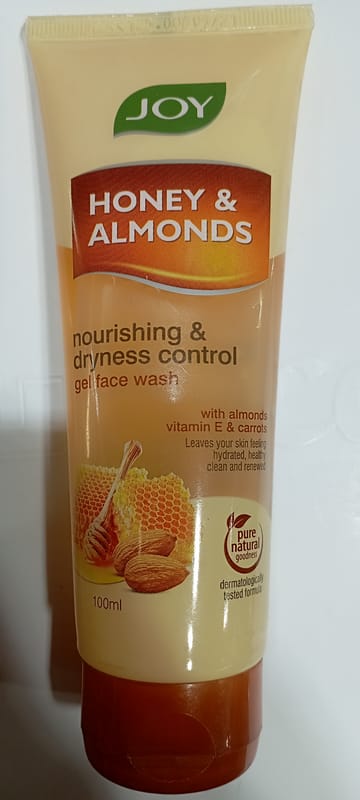 JOY
HONEY &
ALMONDS
nourishing &
dryness control
gel face wash
with almonds
vitamin E & carrots
Leaves your skin feeling
hydrated, healthy
clean and renewed
pure
natural
goodness
dermatologically
tested formula
100ml